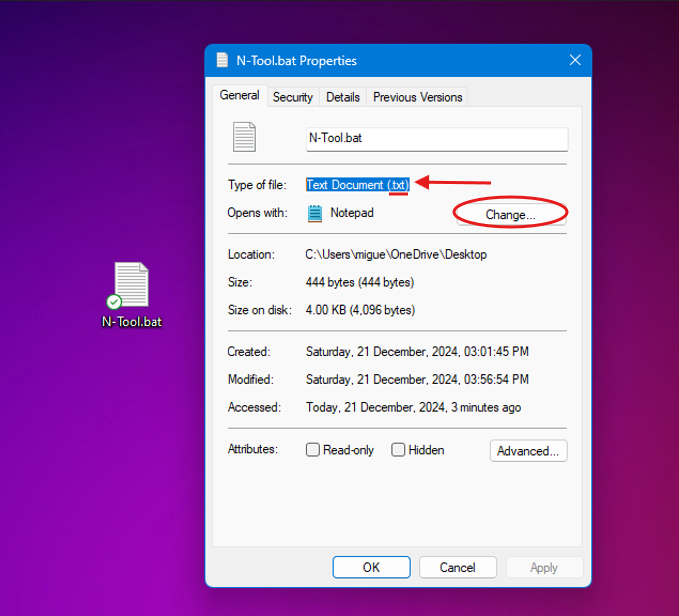 N-Tool.bat Properties
General Security Details Previous Versions
N-Tool.bat
Type of file: Text Document (.txt)
Opens with: Notepad Change...
Location: C:\Users\migue\OneDrive\Desktop
Size: 444 bytes (444 bytes)
Size on disk: 4.00 KB (4,096 bytes)
N-Tool.bat
Created: Saturday, 21 December, 2024, 03:01:45 PM
Modified: Saturday, 21 December, 2024, 03:56:54 PM
Accessed: Today, 21 December, 2024, 3 minutes ago
Attributes: Read-only Hidden Advanced...
OK Cancel Apply